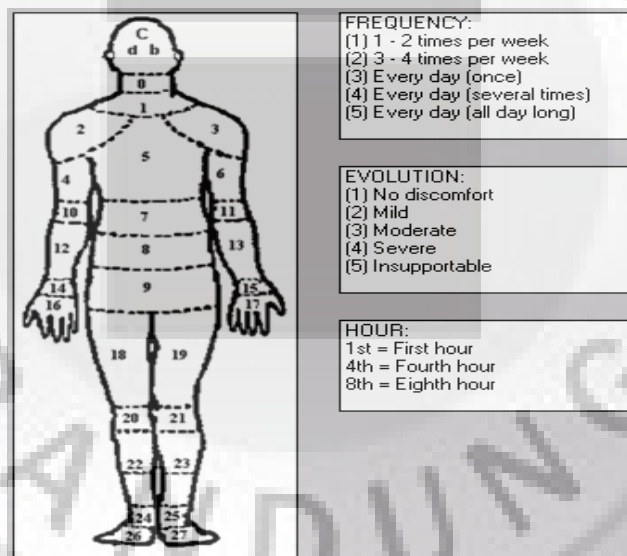 C
d b
0
1
2 3
5
4 6
10 7 11
12 8 13
9
14 15
16 17
18 19
20 21
22 23
24 25
26 27
FREQUENCY:
(1) 1 - 2 times per week
(2) 3 - 4 times per week
(3) Every day (once)
(4) Every day (several times)
(5) Every day (all day long)
EVOLUTION:
(1) No discomfort
(2) Mild
(3) Moderate
(4) Severe
(5) Insupportable
HOUR:
1st = First hour
4th = Fourth hour
8th = Eighth hour
ANDUNG